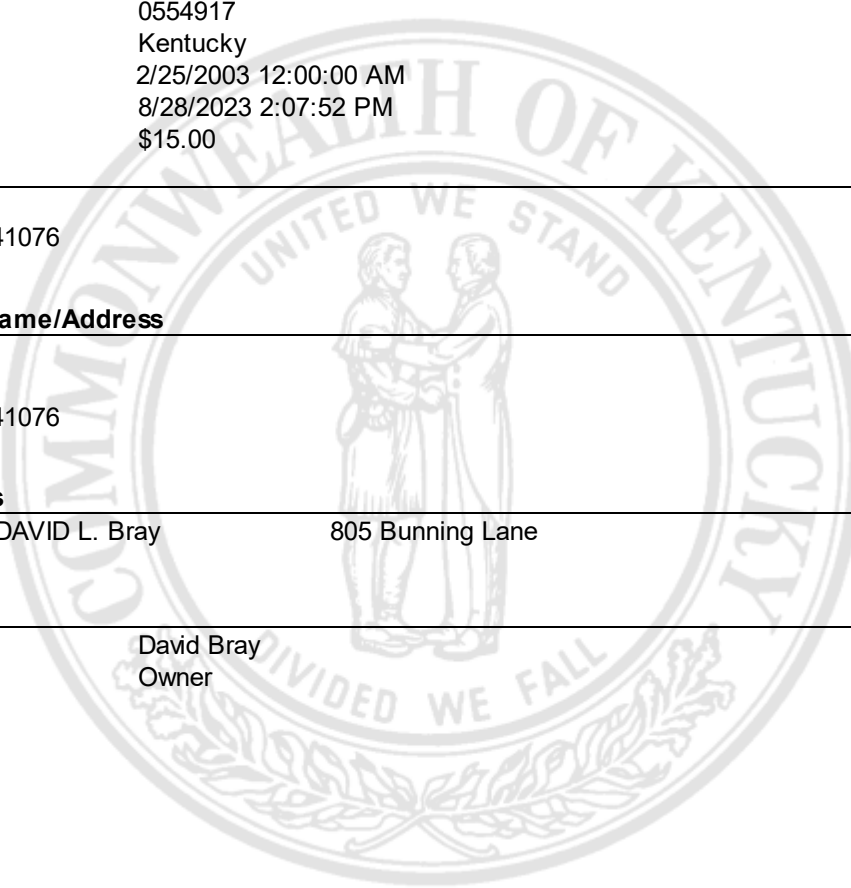 0554917
Kentucky
2/25/2003 12:00:00 AM
8/28/2023 2:07:52 PM
$15.00
41076
ame/Address
41076
s
DAVID L. Bray 805 Bunning Lane
David Bray
Owner
COMMONWEALTH OF KENTUCKY
UNITED WE STAND
DIVIDED WE FALL